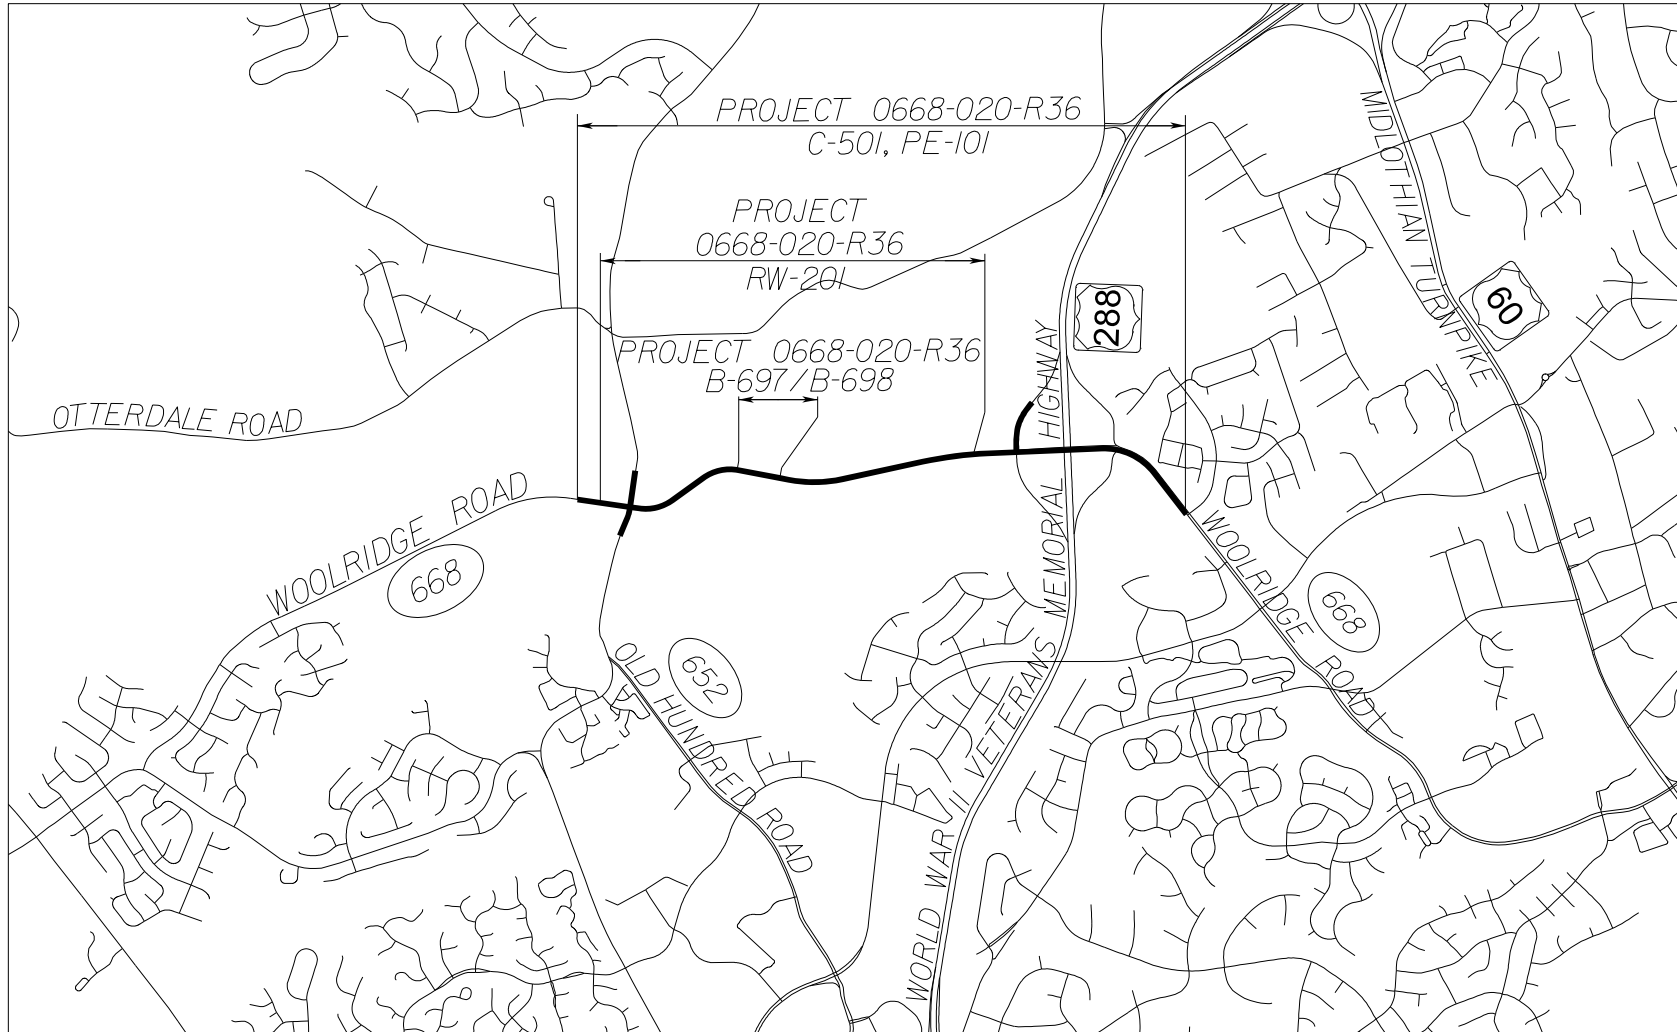 PROJECT 0668-020-R36
C-501, PE-101
PROJECT
0668-020-R36
RW-201
PROJECT 0668-020-R36
B-697/B-698
OTTERDALE ROAD
WOOLRIDGE ROAD
668
OLD HUNDRED ROAD
652
WORLD WAR II VETERANS MEMORIAL HIGHWAY
288
MIDLOTHIAN TURNPIKE
60
WOOLRIDGE ROAD
668